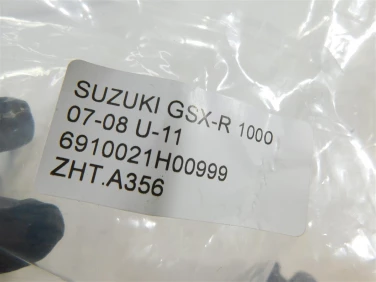 SUZUKI GSX-R 1000
07-08 U-11
6910021H00999
ZHT.A356